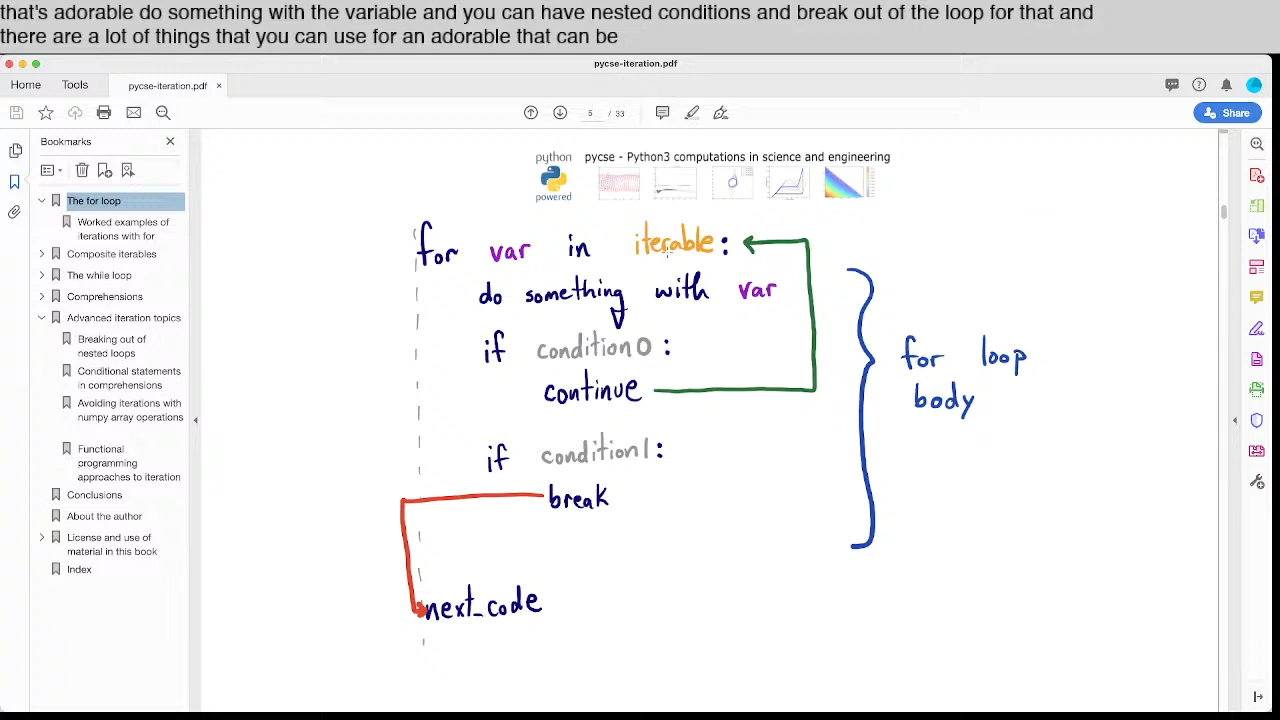 that's adorable do something with the variable and you can have nested conditions and break out of the loop for that and
there are a lot of things that you can use for an adorable that can be
pycse-iteration.pdf
Home Tools pycse-iteration.pdf ×
5 / 33
Share
Bookmarks
The for loop
Worked examples of
iterations with for
Composite iterables
The while loop
Comprehensions
Advanced iteration topics
Breaking out of
nested loops
Conditional statements
in comprehensions
Avoiding iterations with
numpy array operations
Functional
programming
approaches to iteration
Conclusions
About the author
License and use of
material in this book
Index
python
powered
pycse - Python3 computations in science and engineering
for var in iterable:
do something with var
if condition0:
continue
if condition1:
break
next_code
for loop
body